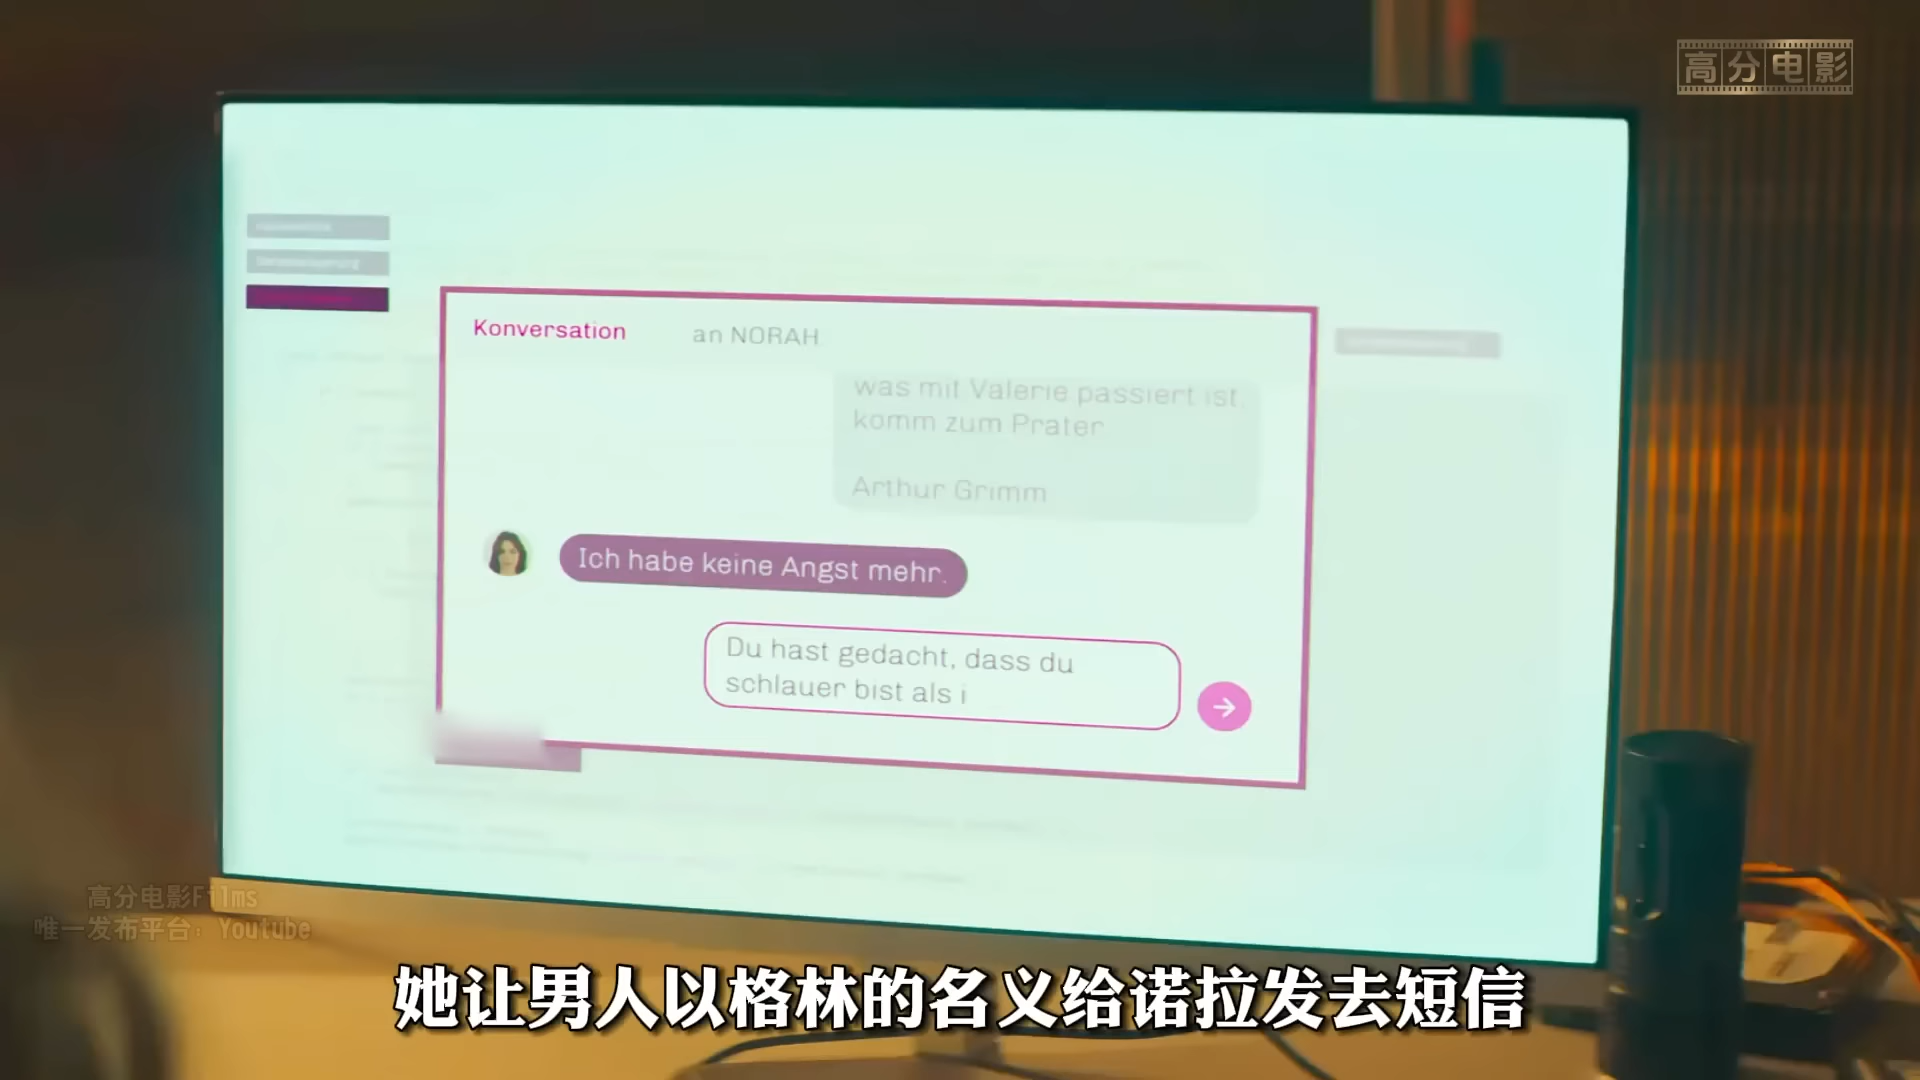 高分电影
Konversation
an NORAH
was mit Valerie passiert ist,
komm zum Prater
Arthur Grimm
Ich habe keine Angst mehr.
Du hast gedacht, dass du
schlauer bist als i
高分电影Films
唯一发布平台：Youtube
她让男人以格林的名义给诺拉发去短信